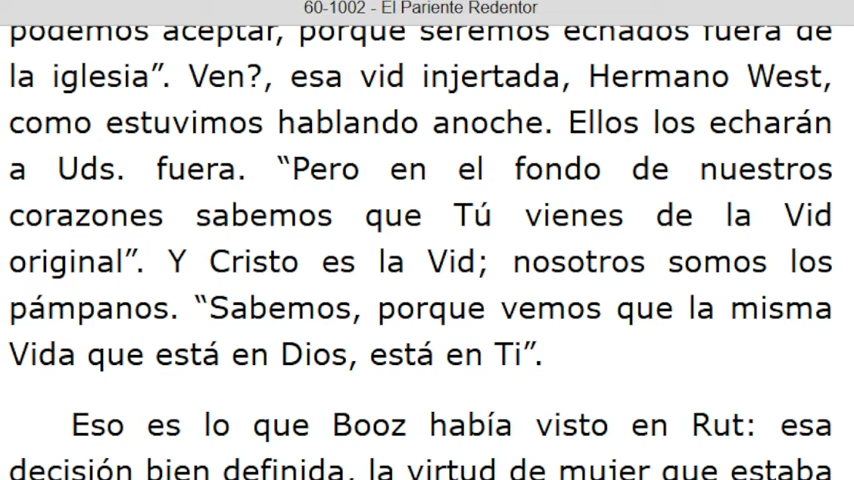 60-1002 - El Pariente Redentor
podemos aceptar, porque seremos echados fuera de
la iglesia”. Ven?, esa vid injertada, Hermano West,
como estuvimos hablando anoche. Ellos los echarán
a Uds. fuera. “Pero en el fondo de nuestros
corazones sabemos que Tú vienes de la Vid
original”. Y Cristo es la Vid; nosotros somos los
pámpanos. “Sabemos, porque vemos que la misma
Vida que está en Dios, está en Ti”.
Eso es lo que Booz había visto en Rut: esa
decisión bien definida, la virtud de mujer que estaba